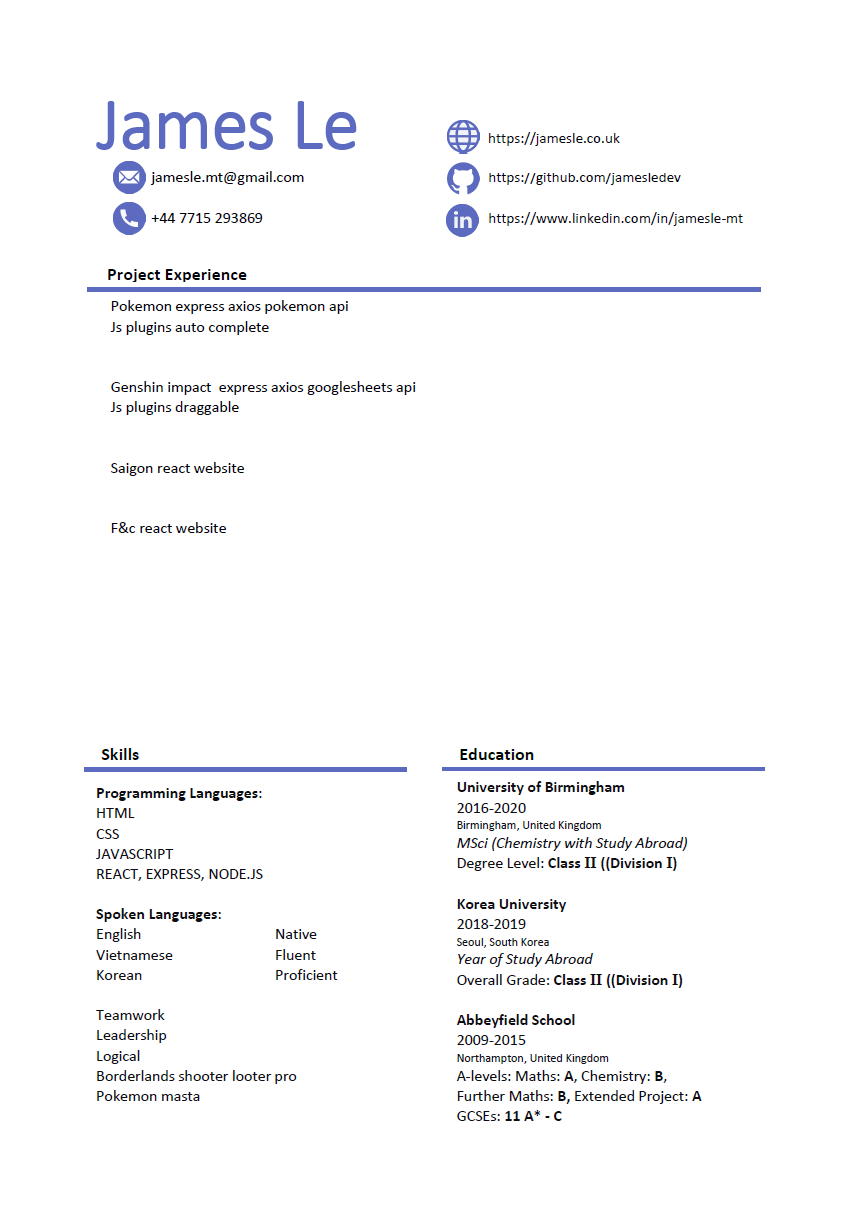 James Le
jamesle.mt@gmail.com
+44 7715 293869
https://jamesle.co.uk
https://github.com/jamesledev
in
https://www.linkedin.com/in/jamesle-mt
Project Experience
Pokemon express axios pokemon api
Js plugins auto complete
Genshin impact  express axios googlesheets api
Js plugins draggable
Saigon react website
F&c react website
Skills
Programming Languages:
HTML
CSS
JAVASCRIPT
REACT, EXPRESS, NODE.JS
Spoken Languages:
English Native
Vietnamese Fluent
Korean Proficient
Teamwork
Leadership
Logical
Borderlands shooter looter pro
Pokemon masta
Education
University of Birmingham
2016-2020
Birmingham, United Kingdom
MSci (Chemistry with Study Abroad)
Degree Level: Class II ((Division I)
Korea University
2018-2019
Seoul, South Korea
Year of Study Abroad
Overall Grade: Class II ((Division I)
Abbeyfield School
2009-2015
Northampton, United Kingdom
A-levels: Maths: A, Chemistry: B,
Further Maths: B, Extended Project: A
GCSEs: 11 A* - C